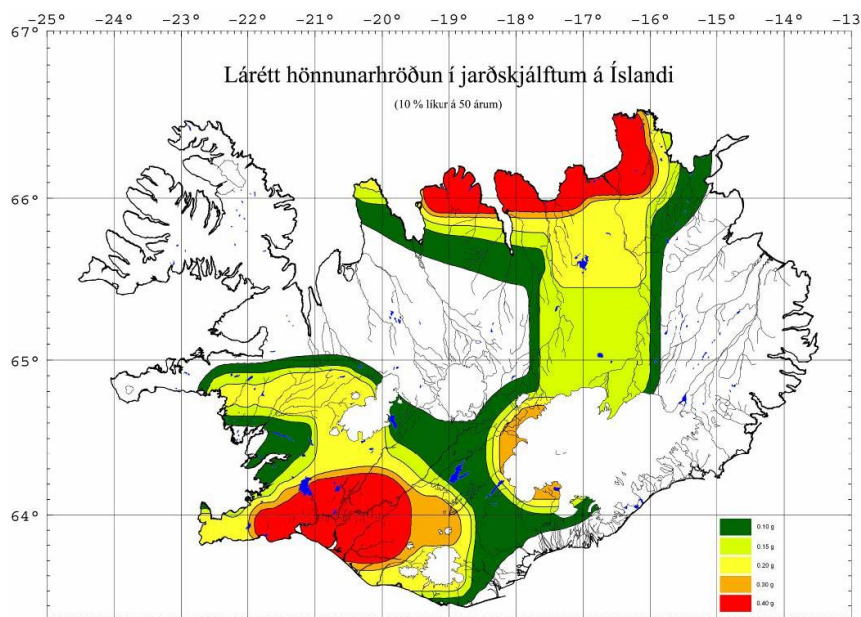 −25 −24 −23 −22 −21 −20 −19 −18 −17 −16 −15 −14 −13
67°
Lárétt hönnunarhröðun í jarðskjálftum á Íslandi
(10 % líkur á 50 árum)
66°
65°
64°
0.10 g
0.15 g
0.20 g
0.30 g
0.40 g